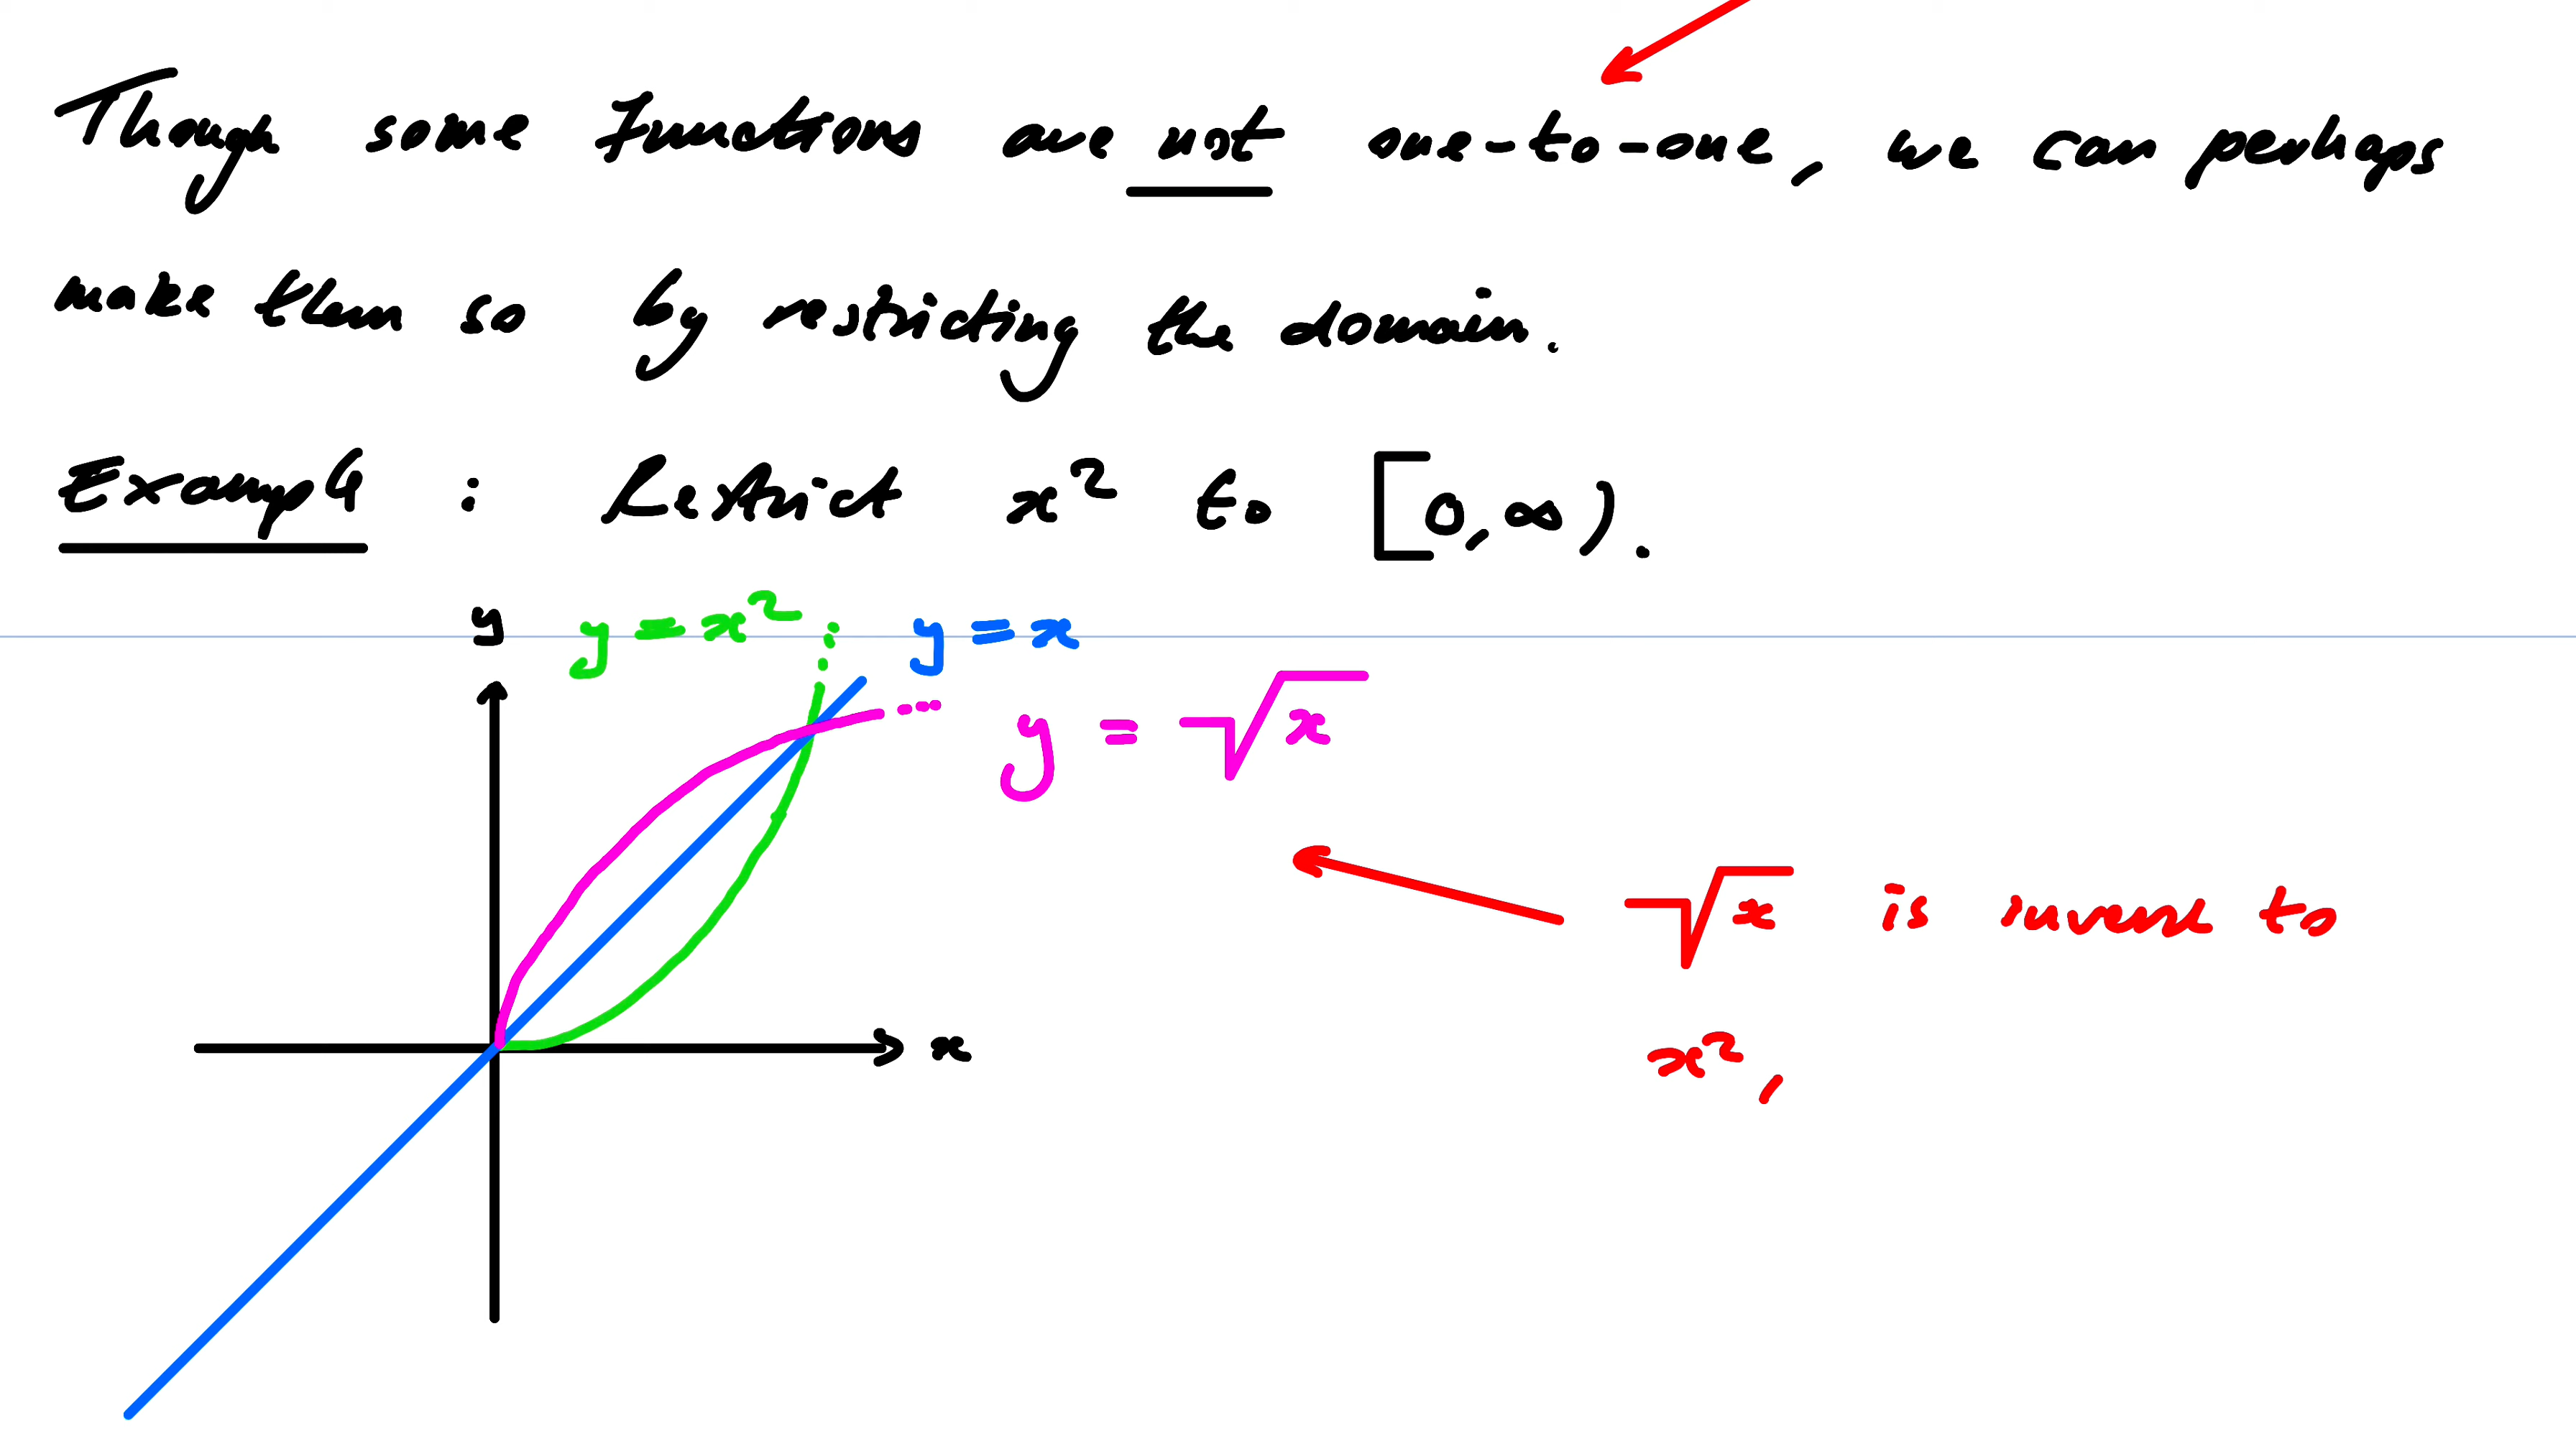 Though some functions are not one-to-one, we can perhaps
make them so by restricting the domain.
Example : Restrict x² to [0,∞).
y y=x² y=x
y = √x
√x is inverse to
x²,
x